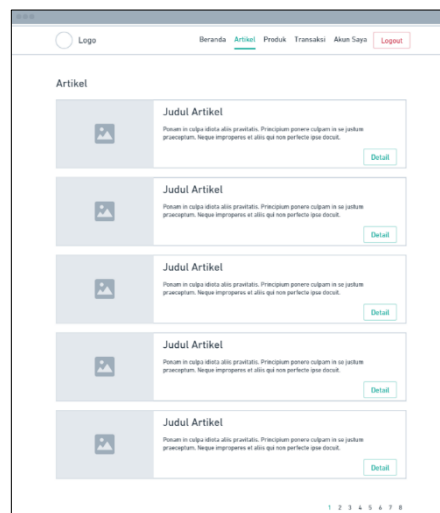 Logo Beranda Artikel Produk Transaksi Akun Saya Logout
Artikel
Judul Artikel
Ponam in culpa idiota aliis pravitatis. Principium ponere culpam in se justum
praeceptum. Neque improperes et aliis qui non perfecte ipse docuit.
Detail
Judul Artikel
Ponam in culpa idiota aliis pravitatis. Principium ponere culpam in se justum
praeceptum. Neque improperes et aliis qui non perfecte ipse docuit.
Detail
Judul Artikel
Ponam in culpa idiota aliis pravitatis. Principium ponere culpam in se justum
praeceptum. Neque improperes et aliis qui non perfecte ipse docuit.
Detail
Judul Artikel
Ponam in culpa idiota aliis pravitatis. Principium ponere culpam in se justum
praeceptum. Neque improperes et aliis qui non perfecte ipse docuit.
Detail
Judul Artikel
Ponam in culpa idiota aliis pravitatis. Principium ponere culpam in se justum
praeceptum. Neque improperes et aliis qui non perfecte ipse docuit.
Detail
1 2 3 4 5 6 7 8